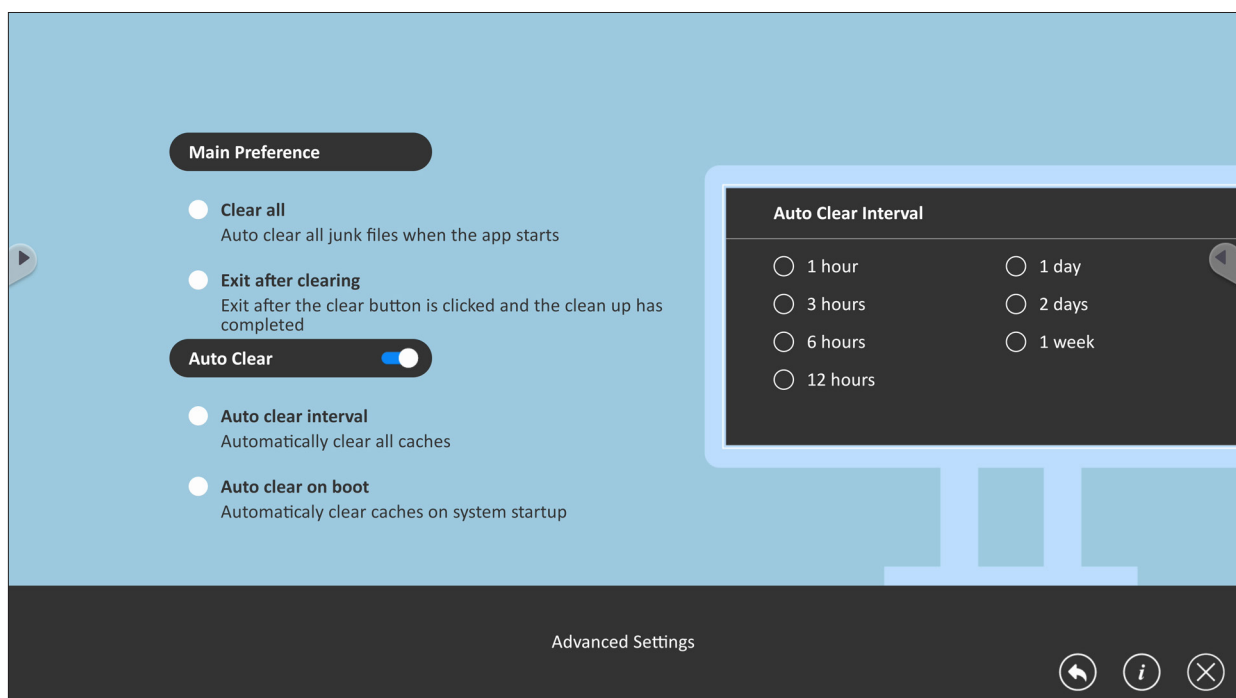 Main Preference
Clear all
Auto clear all junk files when the app starts
Exit after clearing
Exit after the clear button is clicked and the clean up has
completed
Auto Clear
Auto clear interval
Automatically clear all caches
Auto clear on boot
Automaticaly clear caches on system startup
Auto Clear Interval
1 hour
3 hours
6 hours
12 hours
1 day
2 days
1 week
Advanced Settings
i